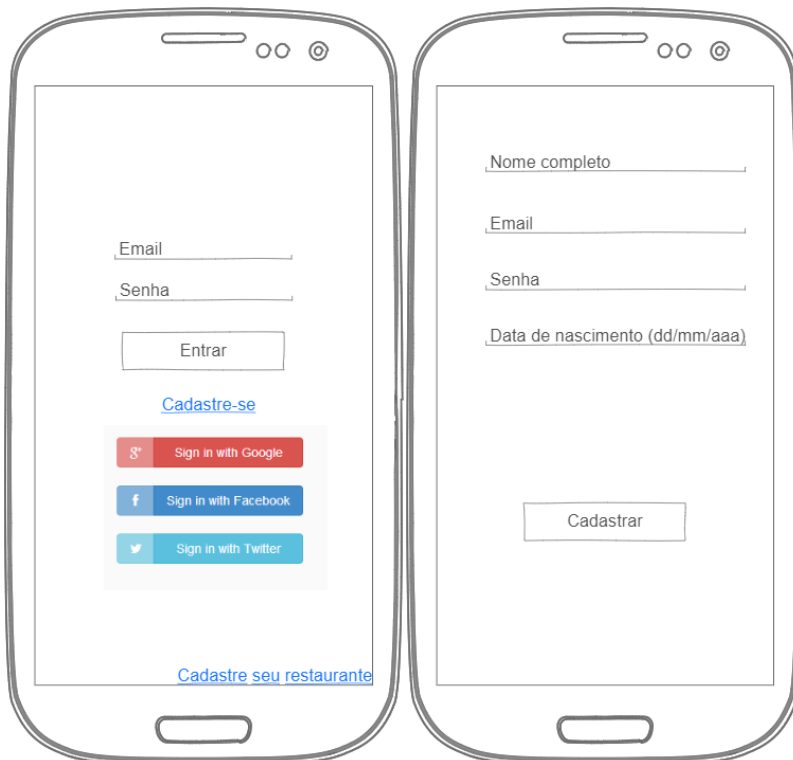 Email
Senha
Entrar
Cadastre-se
Sign in with Google
Sign in with Facebook
Sign in with Twitter
Cadastre seu restaurante
Nome completo
Email
Senha
Data de nascimento (dd/mm/aaa)
Cadastrar